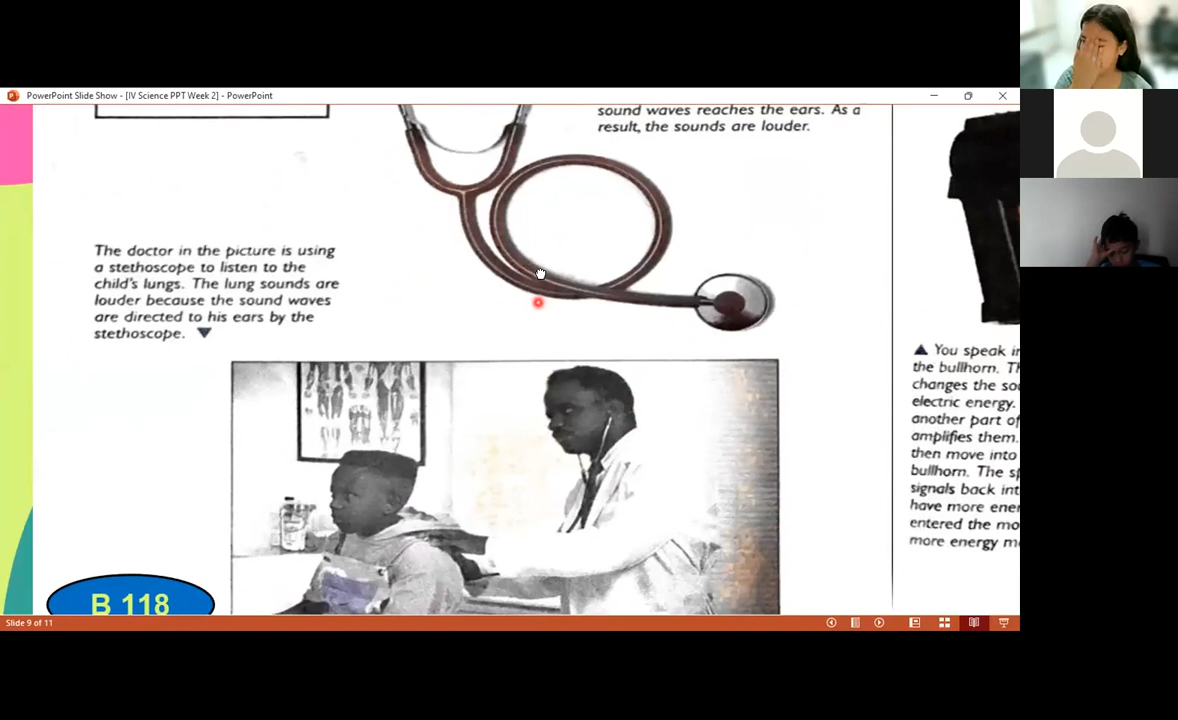 PowerPoint Slide Show - [IV Science PPT Week 2] - PowerPoint
sound waves reaches the ears. As a
result, the sounds are louder.
The doctor in the picture is using
a stethoscope to listen to the
child's lungs. The lung sounds are
louder because the sound waves
are directed to his ears by the
stethoscope.
You speak in
the bullhorn. Th
changes the sou
electric energy.
another part of
amplifies them.
then move into
bullhorn. The sp
signals back int
have more ener
entered the mo
more energy m
B 118
Slide 9 of 11